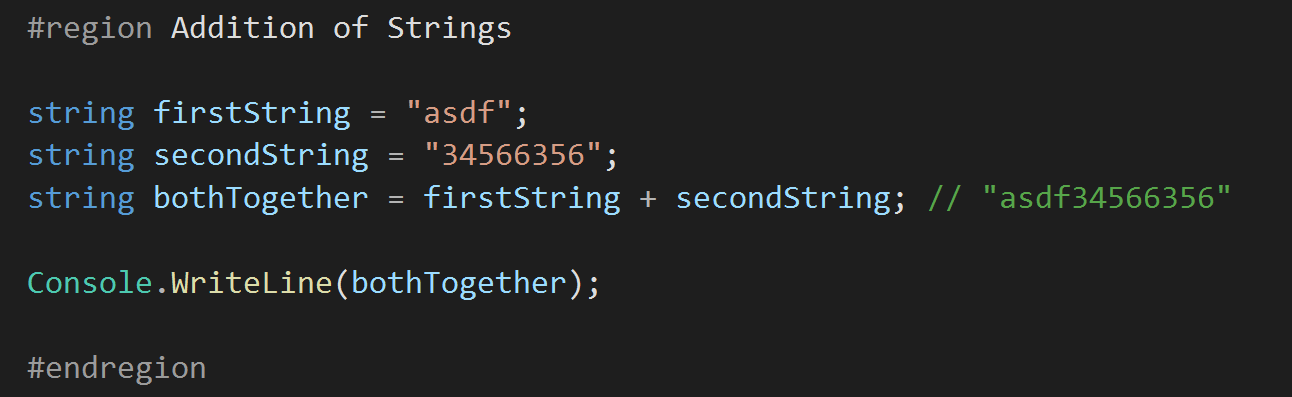 #region Addition of Strings
string firstString = "asdf";
string secondString = "34566356";
string bothTogether = firstString + secondString; // "asdf34566356"
Console.WriteLine(bothTogether);
#endregion